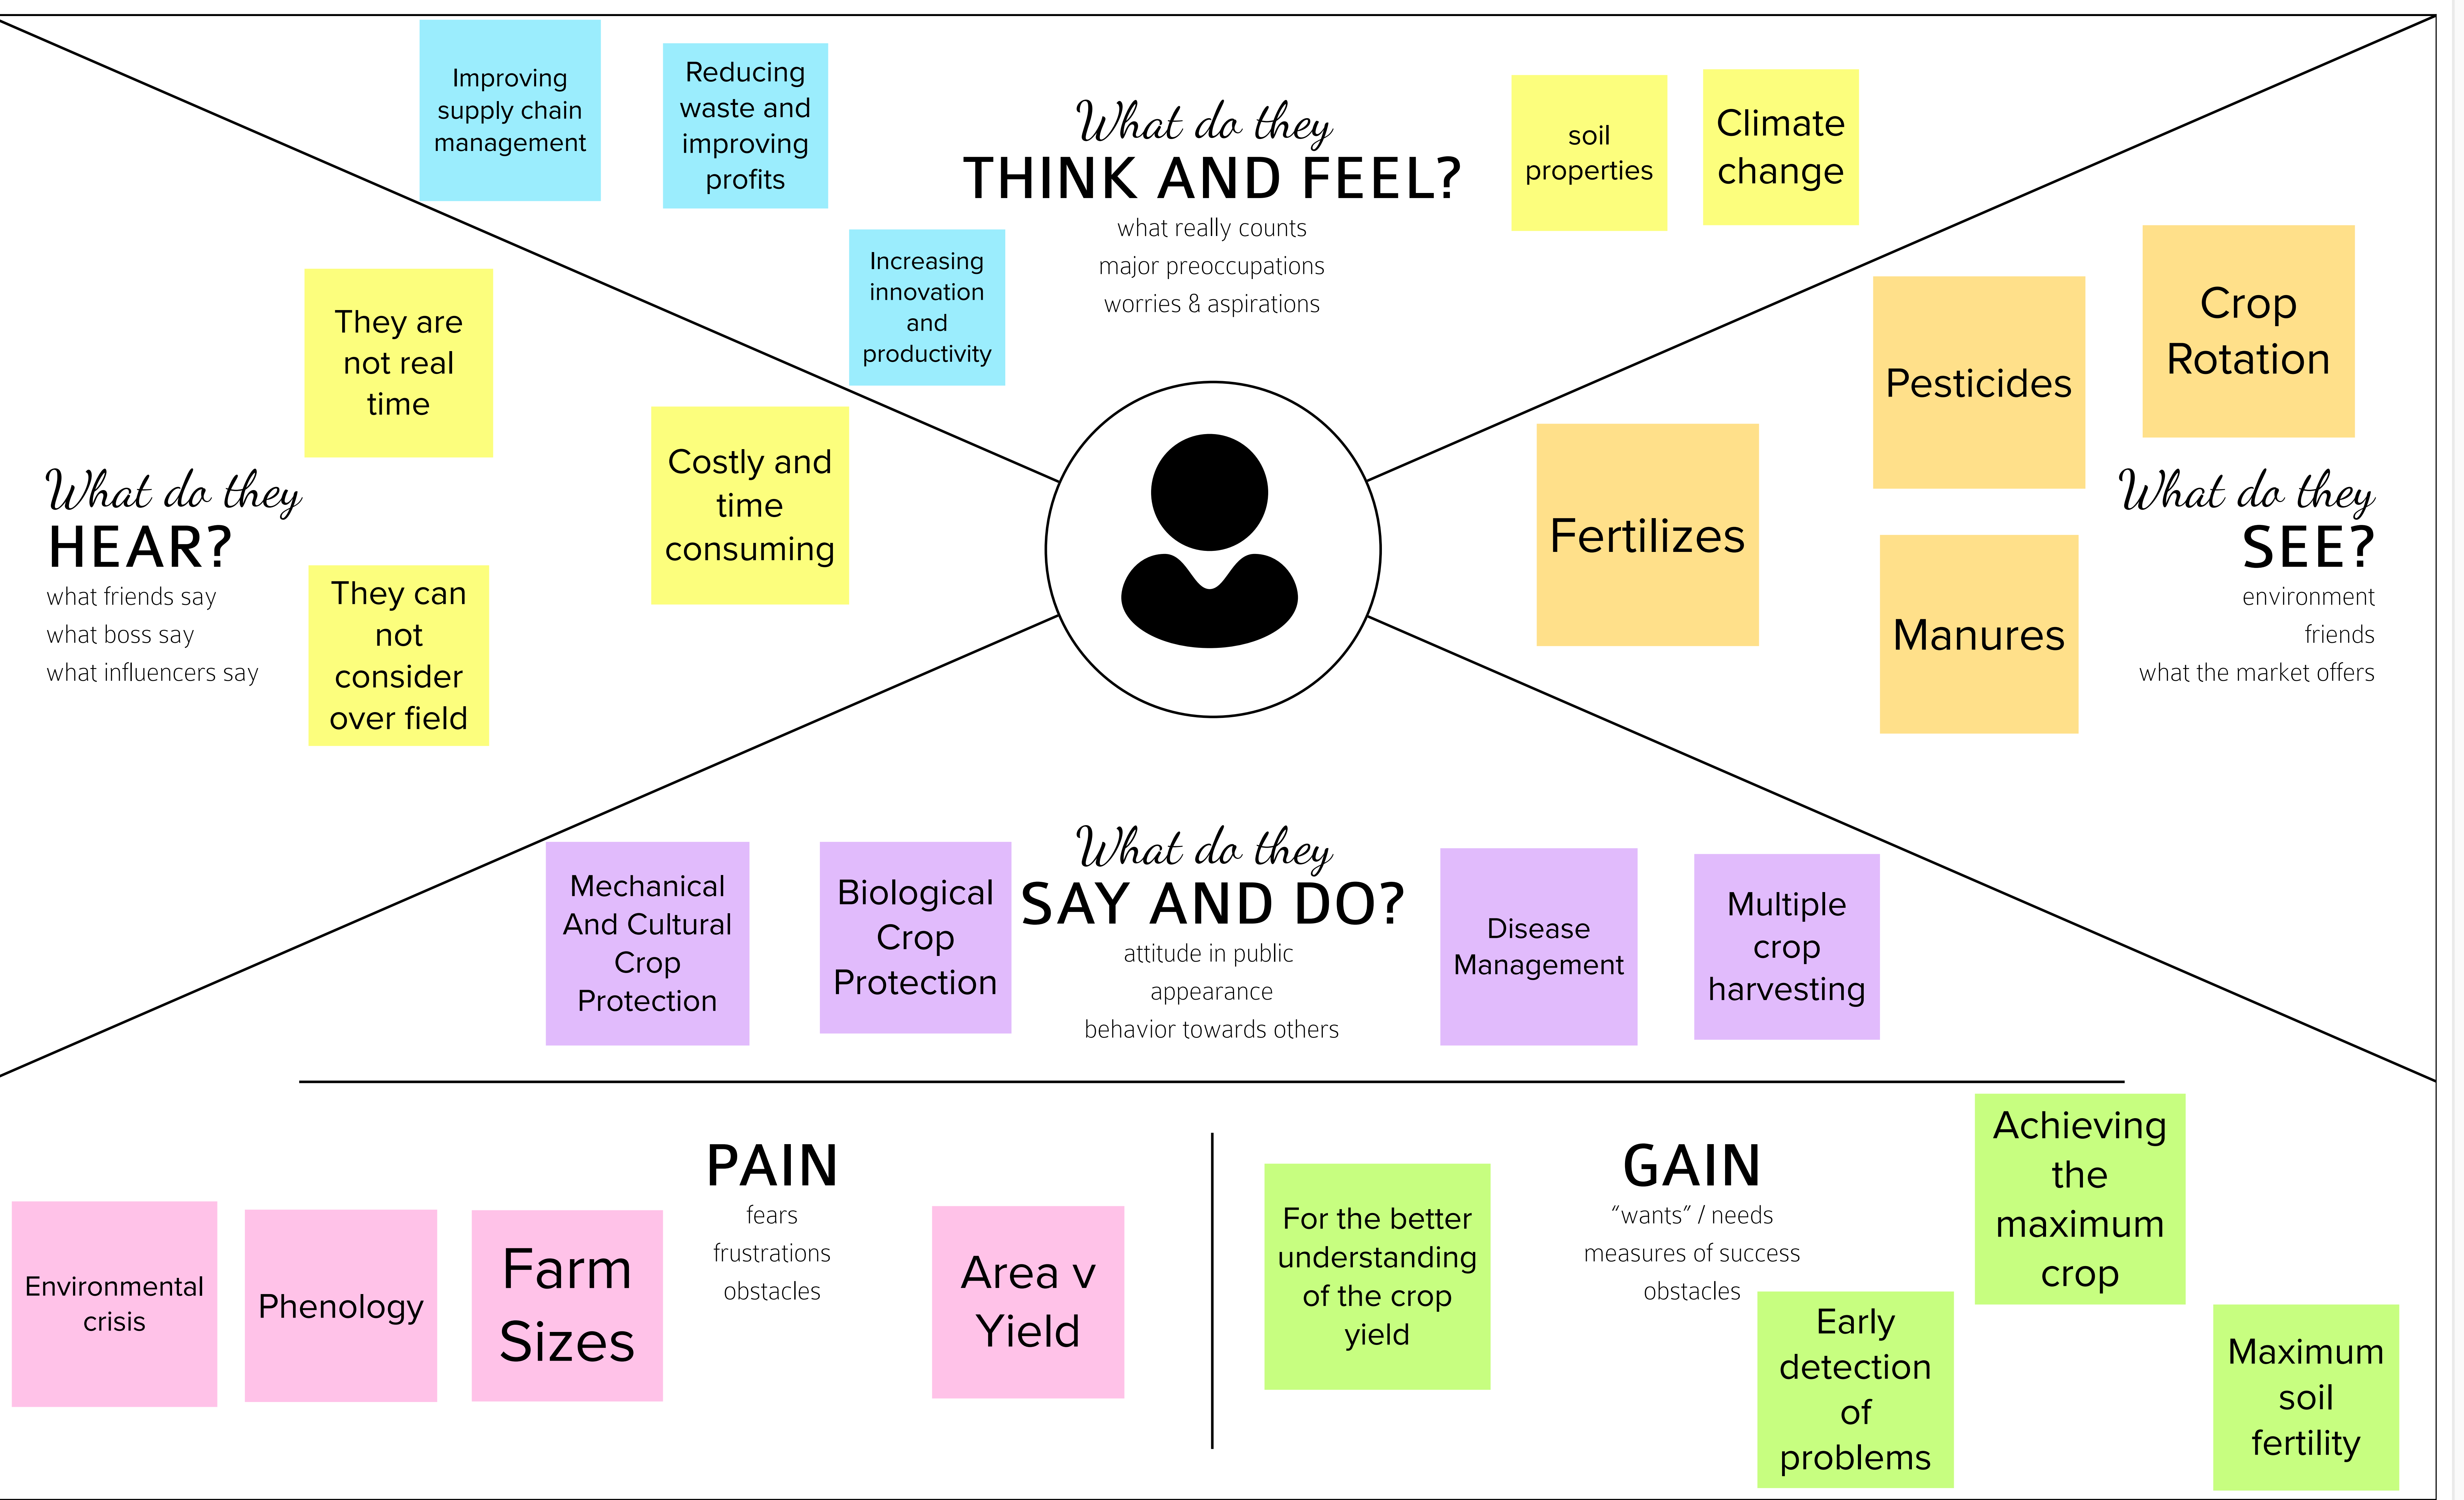 Improving
supply chain
management
Reducing
waste and
improving
profits
Increasing
innovation
and
productivity
What do they
THINK AND FEEL?
what really counts
major preoccupations
worries & aspirations
soil
properties
Climate
change
They are
not real
time
Costly and
time
consuming
What do they
HEAR?
what friends say
what boss say
what influencers say
They can
not
consider
over field
Fertilizes
Pesticides
Crop
Rotation
Manures
What do they
SEE?
environment
friends
what the market offers
Mechanical
And Cultural
Crop
Protection
Biological
Crop
Protection
What do they
SAY AND DO?
attitude in public
appearance
behavior towards others
Disease
Management
Multiple
crop
harvesting
PAIN
fears
frustrations
obstacles
Environmental
crisis
Phenology
Farm
Sizes
Area v
Yield
GAIN
“wants” / needs
measures of success
obstacles
For the better
understanding
of the crop
yield
Early
detection
of
problems
Achieving
the
maximum
crop
Maximum
soil
fertility